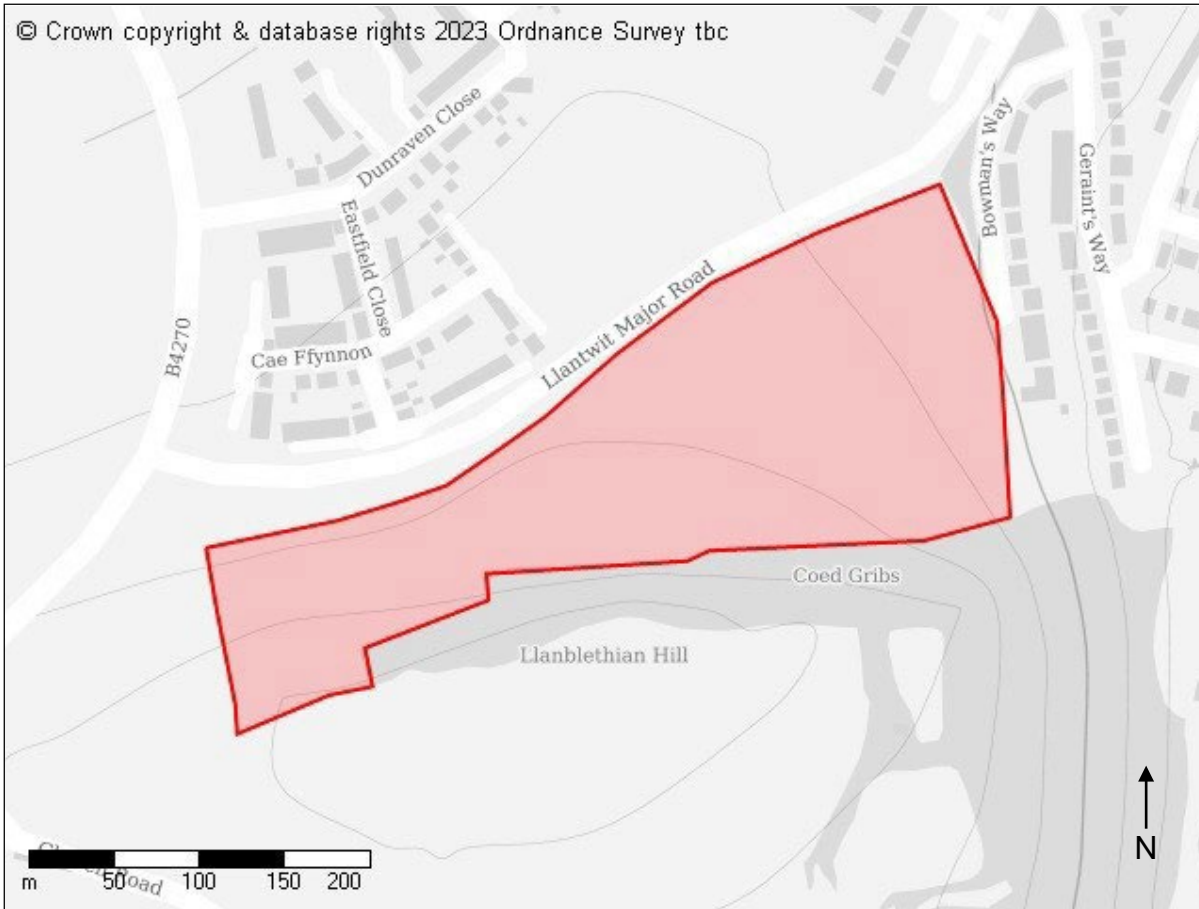 © Crown copyright & database rights 2023 Ordnance Survey tbc
Dunraven Close
Bowman's Way
Geraint's Way
Eastfield Close
Llantwit Major Road
B4270
Cae Ffynnon
Coed Gribs
Llanblethian Hill
Road
m 50 100 150 200
N